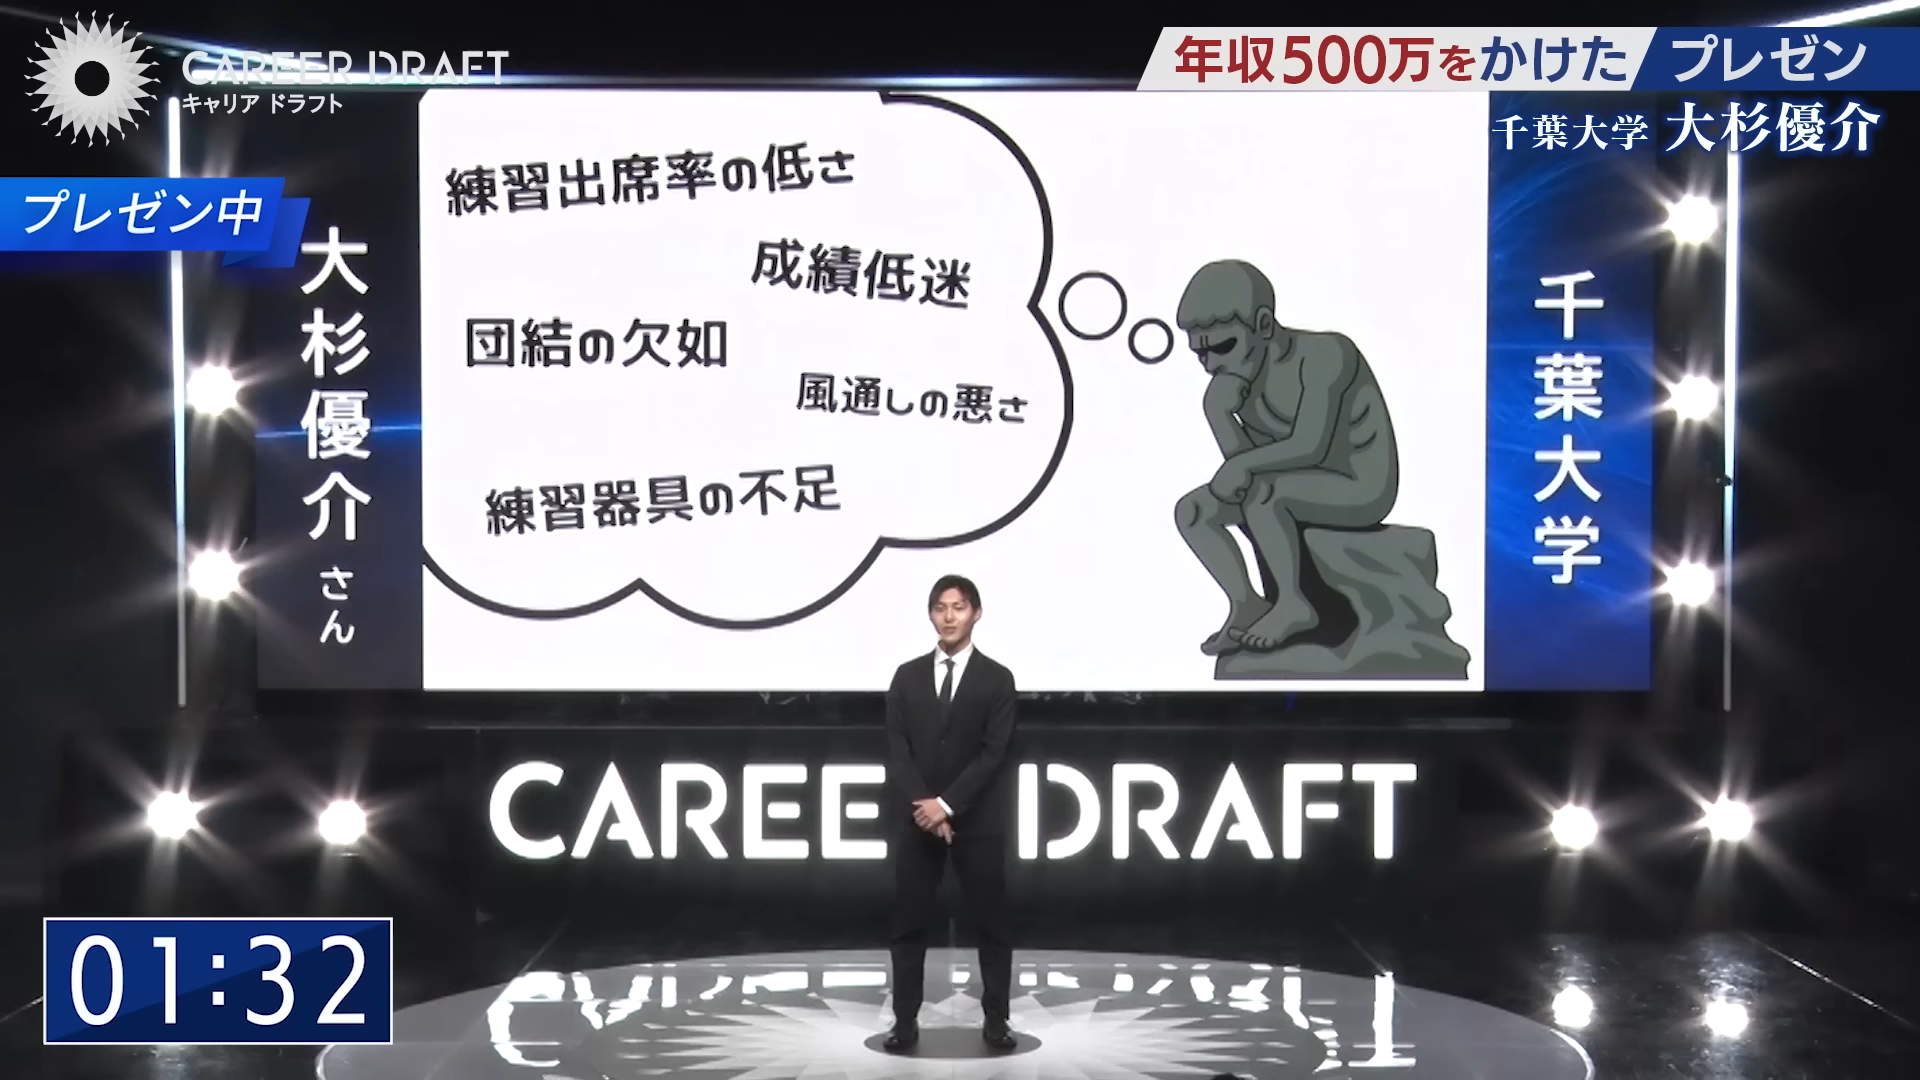 CAREER DRAFT
キャリア ドラフト
年収500万をかけたプレゼン
千葉大学 大杉優介
プレゼン中
大杉優介さん
練習出席率の低さ
成績低迷
団結の欠如
風通しの悪さ
練習器具の不足
千葉大学
CAREE DRAFT
01:32